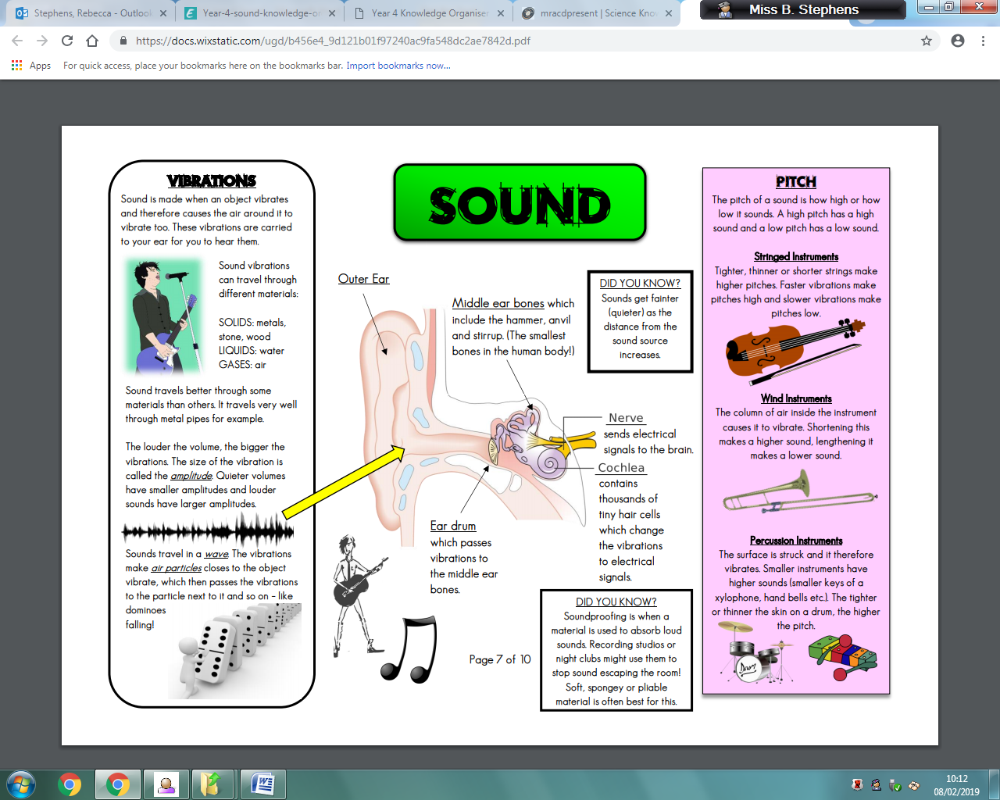 Stephens, Rebecca - Outlook
Year-4-sound-knowledge-or
Year 4 Knowledge Organiser
mracdpresent | Science Know
Miss B. Stephens
https://docs.wixstatic.com/ugd/b456e4_9d121b01f97240ac9fa548dc2ae7842d.pdf
Apps
For quick access, place your bookmarks here on the bookmarks bar. Import bookmarks now...
VIBRATIONS
Sound is made when an object vibrates
and therefore causes the air around it to
vibrate too. These vibrations are carried
to your ear for you to hear them.
Sound vibrations
can travel through
different materials:
SOLIDS: metals,
stone, wood
LIQUIDS: water
GASES: air
Sound travels better through some
materials than others. It travels very well
through metal pipes for example.
The louder the volume, the bigger the
vibrations. The size of the vibration is
called the amplitude. Quieter volumes
have smaller amplitudes and louder
sounds have larger amplitudes.
Sounds travel in a wave. The vibrations
make air particles closes to the object
vibrate, which then passes the vibrations
to the particle next to it and so on – like
dominoes
falling!
SOUND
Outer Ear
Middle ear bones which
include the hammer, anvil
and stirrup. (The smallest
bones in the human body!)
DID YOU KNOW?
Sounds get fainter
(quieter) as the
distance from the
sound source
increases.
Nerve
sends electrical
signals to the brain.
Cochlea
contains
thousands of
tiny hair cells
which change
the vibrations
to electrical
signals.
Ear drum
which passes
vibrations to
the middle ear
bones.
Page 7 of 10
DID YOU KNOW?
Soundproofing is when a
material is used to absorb loud
sounds. Recording studios or
night clubs might use them to
stop sound escaping the room!
Soft, spongey or pliable
material is often best for this.
PITCH
The pitch of a sound is how high or how
low it sounds. A high pitch has a high
sound and a low pitch has a low sound.
Stringed Instruments
Tighter, thinner or shorter strings make
higher pitches. Faster vibrations make
pitches high and slower vibrations make
pitches low.
Wind Instruments
The column of air inside the instrument
causes it to vibrate. Shortening this
makes a higher sound, lengthening it
makes a lower sound.
Percussion Instruments
The surface is struck and it therefore
vibrates. Smaller instruments have
higher sounds (smaller keys of a
xylophone, hand bells etc.). The tighter
or thinner the skin on a drum, the higher
the pitch.
Drum
10:12
08/02/2019